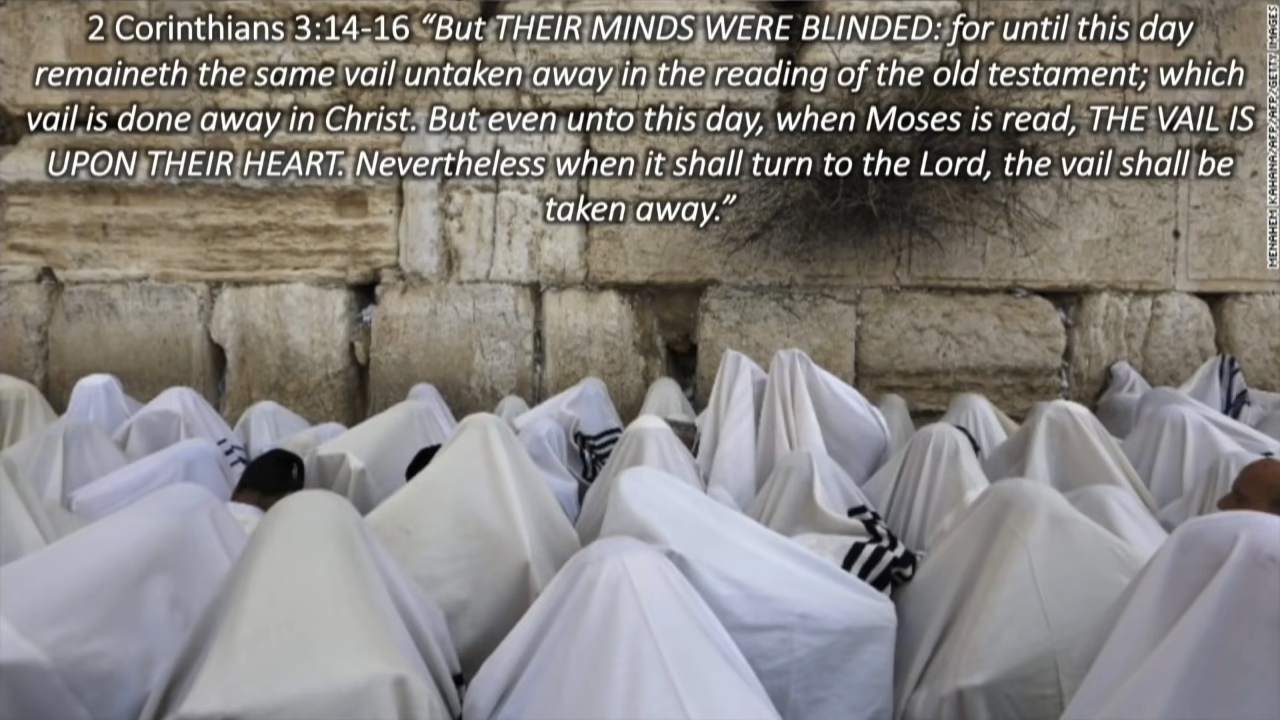 2 Corinthians 3:14-16 “But THEIR MINDS WERE BLINDED: for until this day
remaineth the same vail untaken away in the reading of the old testament; which
vail is done away in Christ. But even unto this day, when Moses is read, THE VAIL IS
UPON THEIR HEART. Nevertheless when it shall turn to the Lord, the vail shall be
taken away.”
MENAHEM KAHANA/AFP/AFP/GETTY IMAGES